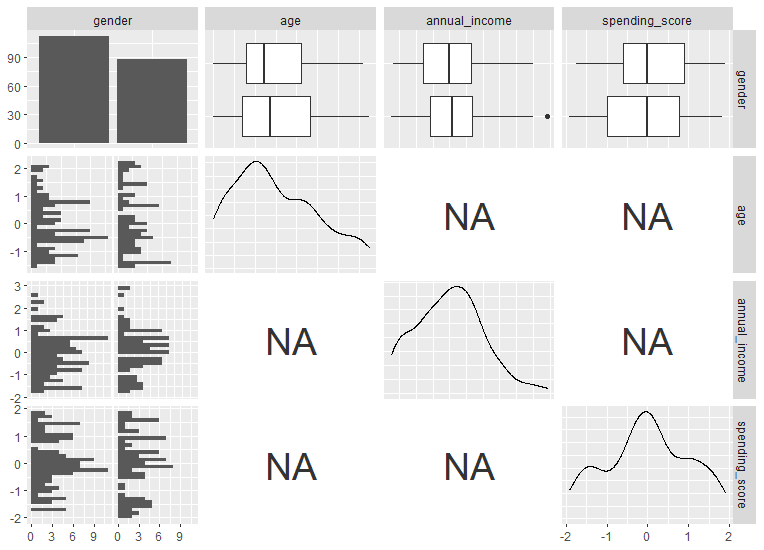 gender age annual_income spending_score
90
60
30
0
gender
2
1
0
-1
NA NA
age
3
2
1
0
-1
-2
NA NA
annual_income
2
1
0
-1
-2
NA NA
spending_score
0 3 6 9 0 3 6 9 -2 -1 0 1 2